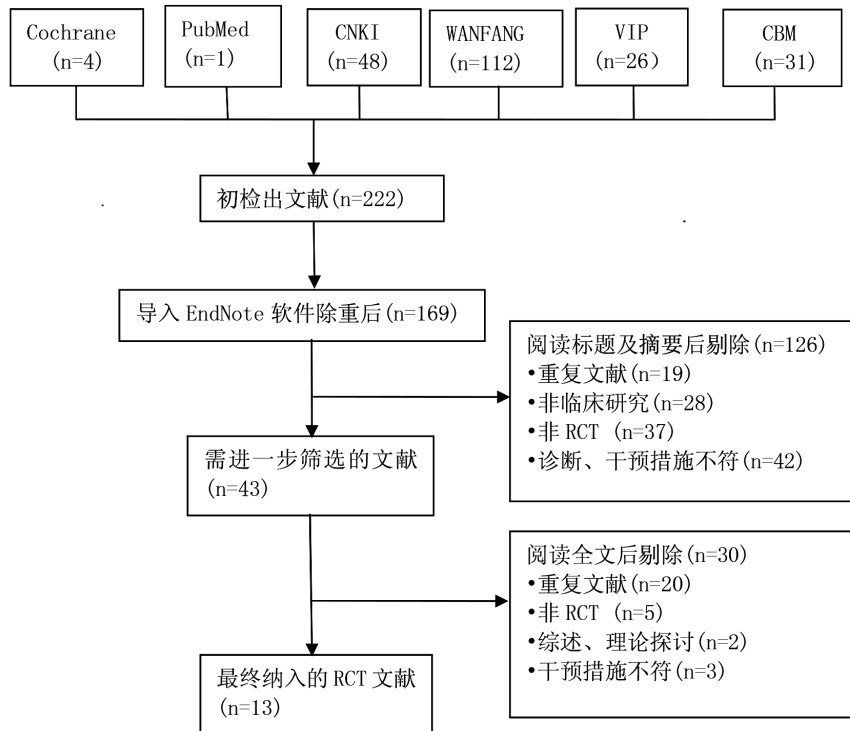 Cochrane
(n=4)
PubMed
(n=1)
CNKI
(n=48)
WANFANG
(n=112)
VIP
(n=26)
CBM
(n=31)
初检出文献(n=222)
导入 EndNote 软件除重后(n=169)
阅读标题及摘要后剔除(n=126)
•重复文献(n=19)
•非临床研究(n=28)
•非 RCT (n=37)
•诊断、干预措施不符(n=42)
需进一步筛选的文献
(n=43)
阅读全文后剔除(n=30)
•重复文献(n=20)
•非 RCT (n=5)
•综述、理论探讨(n=2)
•干预措施不符(n=3)
最终纳入的 RCT 文献
(n=13)